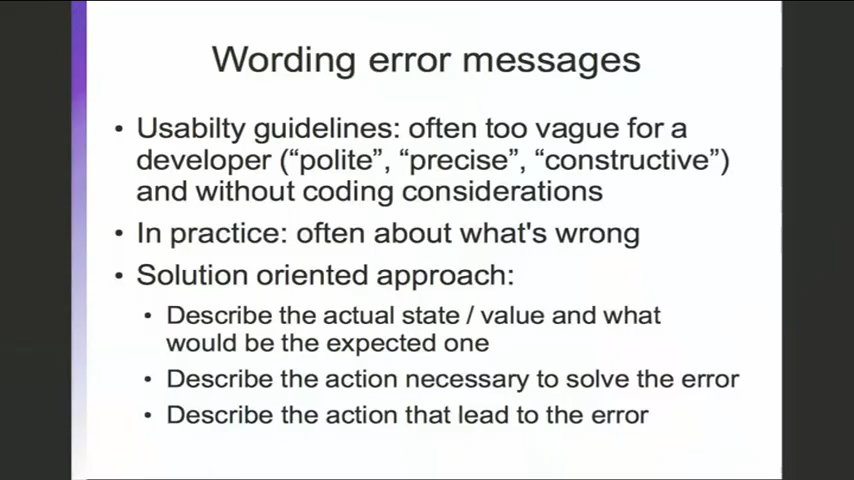 Wording error messages
• Usabilty guidelines: often too vague for a
developer (“polite”, “precise”, “constructive”)
and without coding considerations
• In practice: often about what's wrong
• Solution oriented approach:
• Describe the actual state / value and what
would be the expected one
• Describe the action necessary to solve the error
• Describe the action that lead to the error